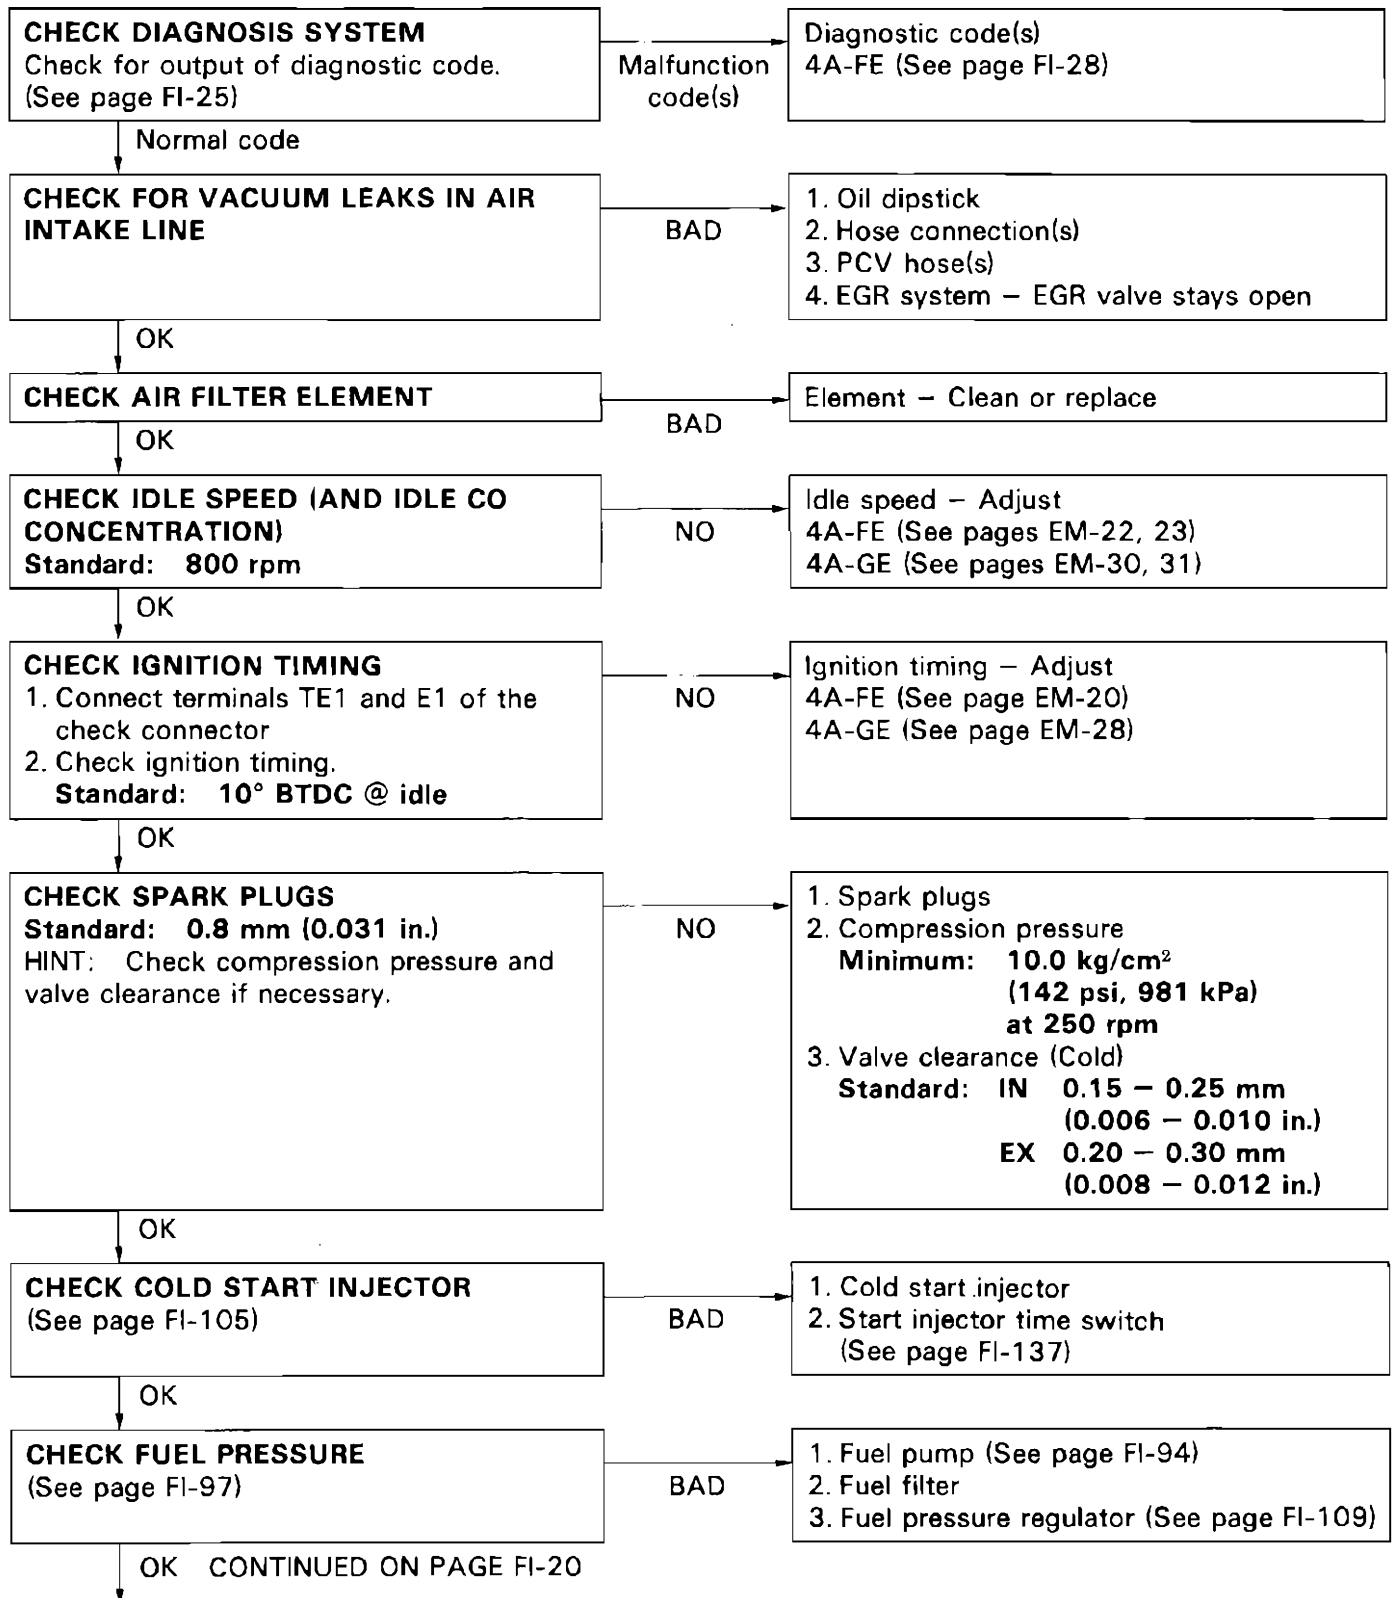 CHECK DIAGNOSIS SYSTEM
Check for output of diagnostic code.
(See page FI-25)
Malfunction
code(s)
Diagnostic code(s)
4A-FE (See page FI-28)
Normal code
CHECK FOR VACUUM LEAKS IN AIR
INTAKE LINE
BAD
1. Oil dipstick
2. Hose connection(s)
3. PCV hose(s)
4. EGR system – EGR valve stays open
OK
CHECK AIR FILTER ELEMENT
BAD
Element – Clean or replace
OK
CHECK IDLE SPEED (AND IDLE CO
CONCENTRATION)
Standard: 800 rpm
NO
Idle speed – Adjust
4A-FE (See pages EM-22, 23)
4A-GE (See pages EM-30, 31)
OK
CHECK IGNITION TIMING
1. Connect terminals TE1 and E1 of the
check connector
2. Check ignition timing.
Standard: 10° BTDC @ idle
NO
Ignition timing – Adjust
4A-FE (See page EM-20)
4A-GE (See page EM-28)
OK
CHECK SPARK PLUGS
Standard: 0.8 mm (0.031 in.)
HINT: Check compression pressure and
valve clearance if necessary.
NO
1. Spark plugs
2. Compression pressure
Minimum: 10.0 kg/cm²
(142 psi, 981 kPa)
at 250 rpm
3. Valve clearance (Cold)
Standard: IN 0.15 – 0.25 mm
(0.006 – 0.010 in.)
EX 0.20 – 0.30 mm
(0.008 – 0.012 in.)
OK
CHECK COLD START INJECTOR
(See page FI-105)
BAD
1. Cold start injector
2. Start injector time switch
(See page FI-137)
OK
CHECK FUEL PRESSURE
(See page FI-97)
BAD
1. Fuel pump (See page FI-94)
2. Fuel filter
3. Fuel pressure regulator (See page FI-109)
OK CONTINUED ON PAGE FI-20